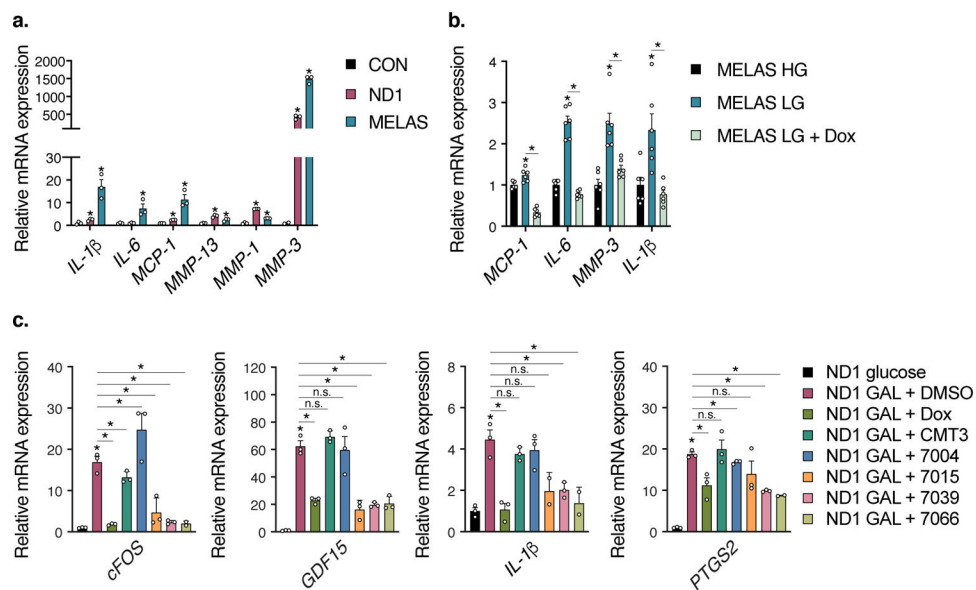 a.
Relative mRNA expression
2000
1500
1000
500
30
20
10
0
* * * * * * * * * * *
IL-1β IL-6 MCP-1 MMP-13 MMP-1 MMP-3
CON
ND1
MELAS
b.
Relative mRNA expression
6
4
2
1
0
* * * * * * * *
MCP-1 IL-6 MMP-3 IL-1β
MELAS HG
MELAS LG
MELAS LG + Dox
c.
Relative mRNA expression
40
30
20
10
0
*
*
*
*
*
*
*
cFOS
Relative mRNA expression
120
100
80
60
40
20
0
*
*
*
n.s.
n.s.
*
*
GDF15
Relative mRNA expression
8
6
4
2
0
*
*
*
n.s.
n.s.
*
*
IL-1β
Relative mRNA expression
40
30
20
10
0
*
*
*
n.s.
*
*
PTGS2
ND1 glucose
ND1 GAL + DMSO
ND1 GAL + Dox
ND1 GAL + CMT3
ND1 GAL + 7004
ND1 GAL + 7015
ND1 GAL + 7039
ND1 GAL + 7066